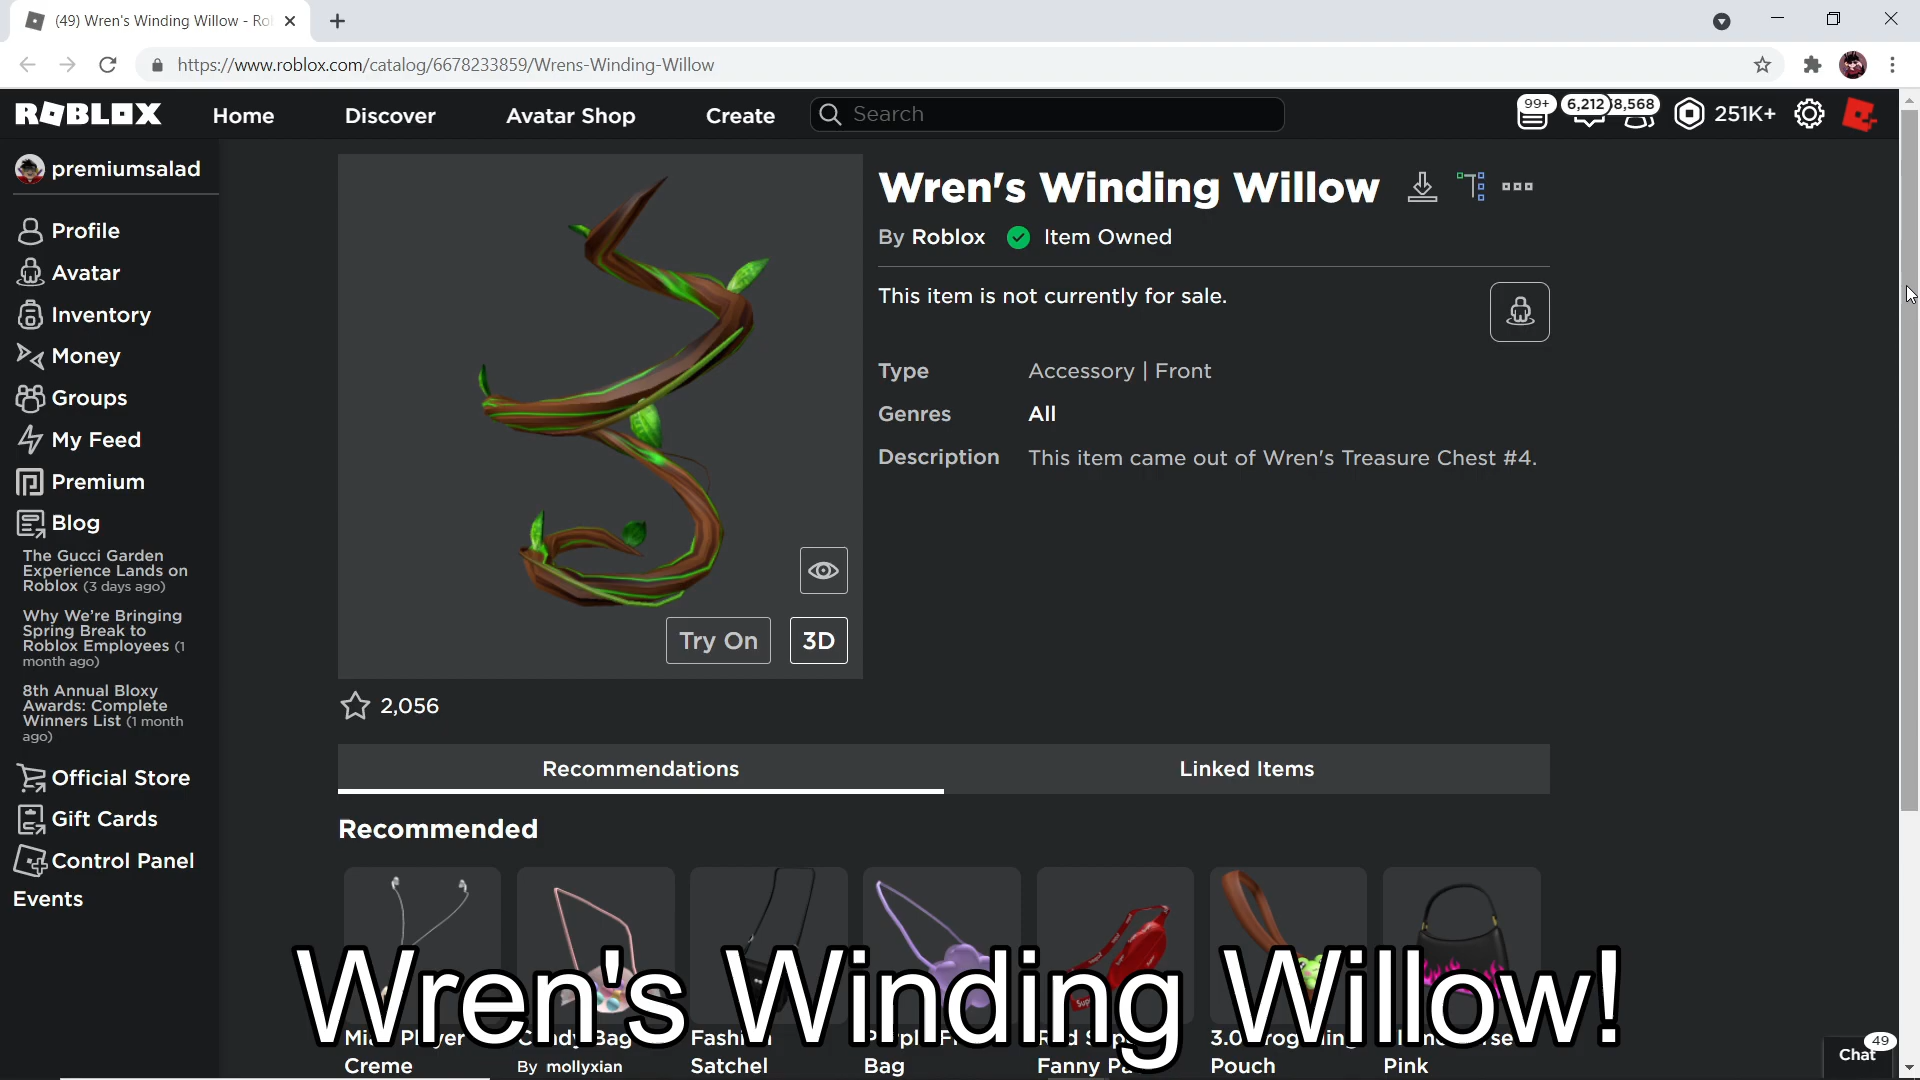 (49) Wren's Winding Willow - Ro
https://www.roblox.com/catalog/6678233859/Wrens-Winding-Willow
ROBLOX
Home
Discover
Avatar Shop
Create
Search
99+
6,212
8,568
251K+
premiumsalad
Profile
Avatar
Inventory
Money
Groups
My Feed
Premium
Blog
The Gucci Garden
Experience Lands on
Roblox (3 days ago)
Why We're Bringing
Spring Break to
Roblox Employees (1
month ago)
8th Annual Bloxy
Awards: Complete
Winners List (1 month
ago)
Official Store
Gift Cards
Control Panel
Events
Try On
3D
2,056
Wren's Winding Willow
By Roblox Item Owned
This item is not currently for sale.
Type Accessory | Front
Genres All
Description This item came out of Wren's Treasure Chest #4.
Recommendations
Linked Items
Recommended
Wren's Winding Willow!
Player
Creme
Bag
By mollyxian
Satchel
Bag
Fanny
3.0
Pouch
Pink
Chat
49